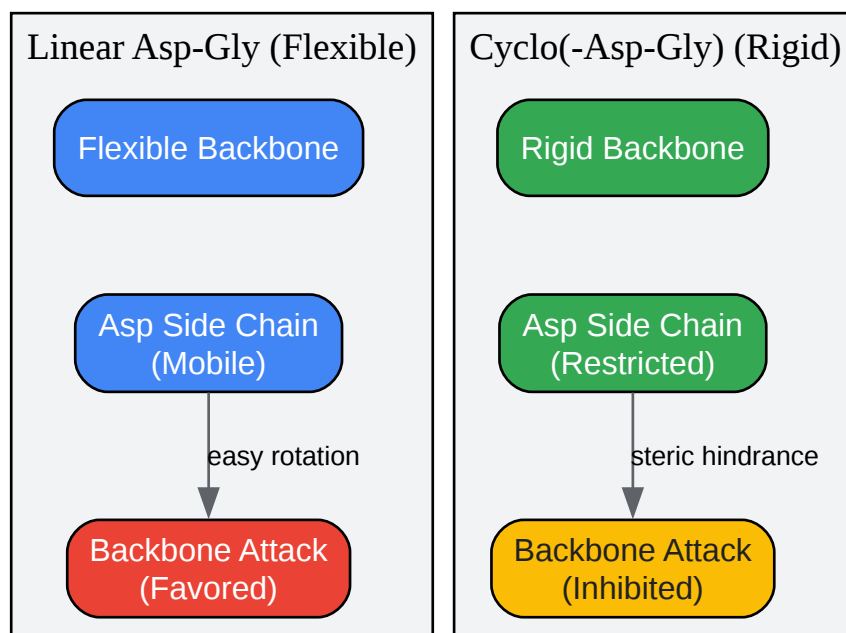 Linear Asp-Gly (Flexible)
Flexible Backbone
Asp Side Chain
(Mobile)
easy rotation
Backbone Attack
(Favored)
Cyclo(-Asp-Gly) (Rigid)
Rigid Backbone
Asp Side Chain
(Restricted)
steric hindrance
Backbone Attack
(Inhibited)